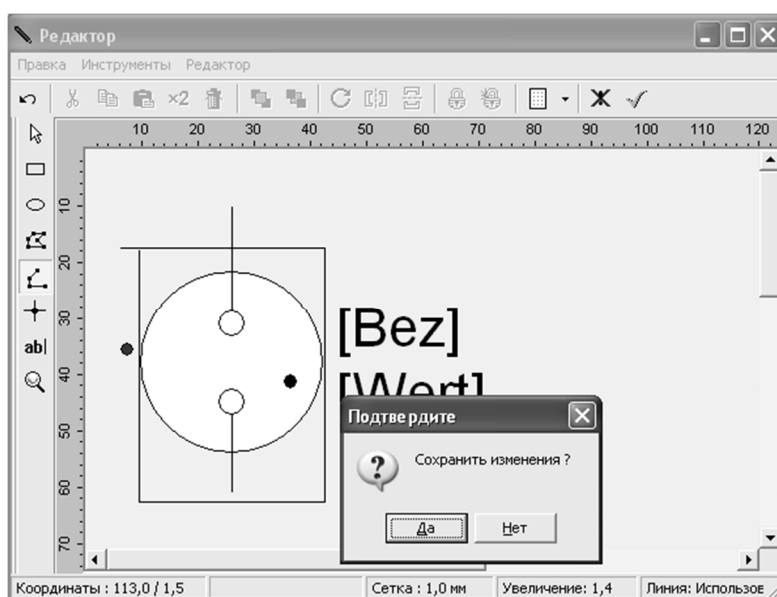 Редактор
Правка Инструменты Редактор
×2
10 20 30 40 50 60 70 80 90 100 110 120
10
20
30
40
50
60
70
ab|
[Bez]
[Wert]
Подтвердите
Сохранить изменения ?
Да Нет
Координаты : 113,0 / 1,5 Сетка : 1,0 мм Увеличение: 1,4 Линия: Использов